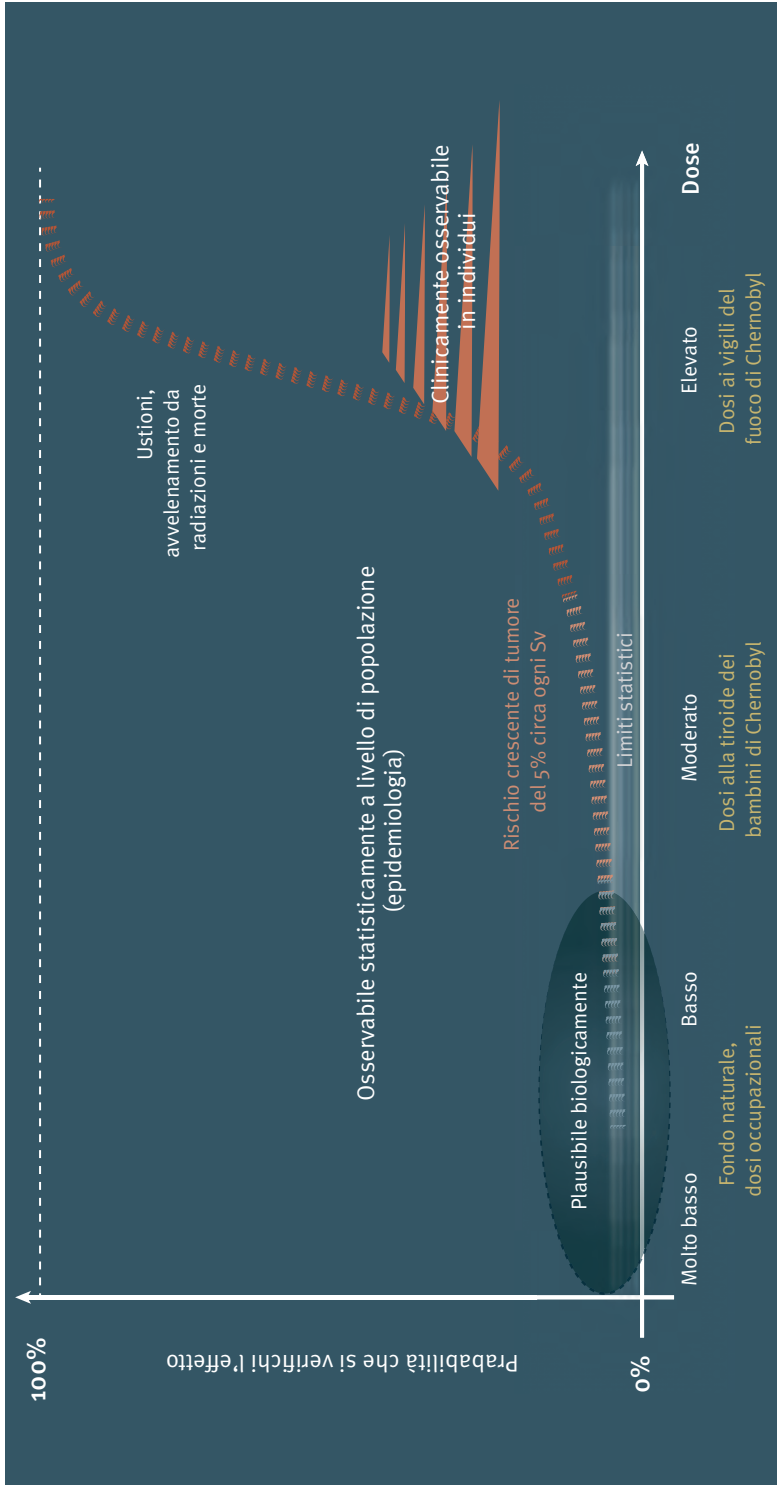 100%
Prababilità che si verifichi l'effetto
0%
Ustioni,
avvelenamento da
radiazioni e morte
Clinicamente osservabile
in individui
Osservabile statisticamente a livello di popolazione
(epidemiologia)
Rischio crescente di tumore
del 5% circa ogni Sv
Plausibile biologicamente
Limiti statistici
Molto basso
Basso
Moderato
Elevato
Dose
Fondo naturale,
dosi occupazionali
Dosi alla tiroide dei
bambini di Chernobyl
Dosi ai vigili del
fuoco di Chernobyl